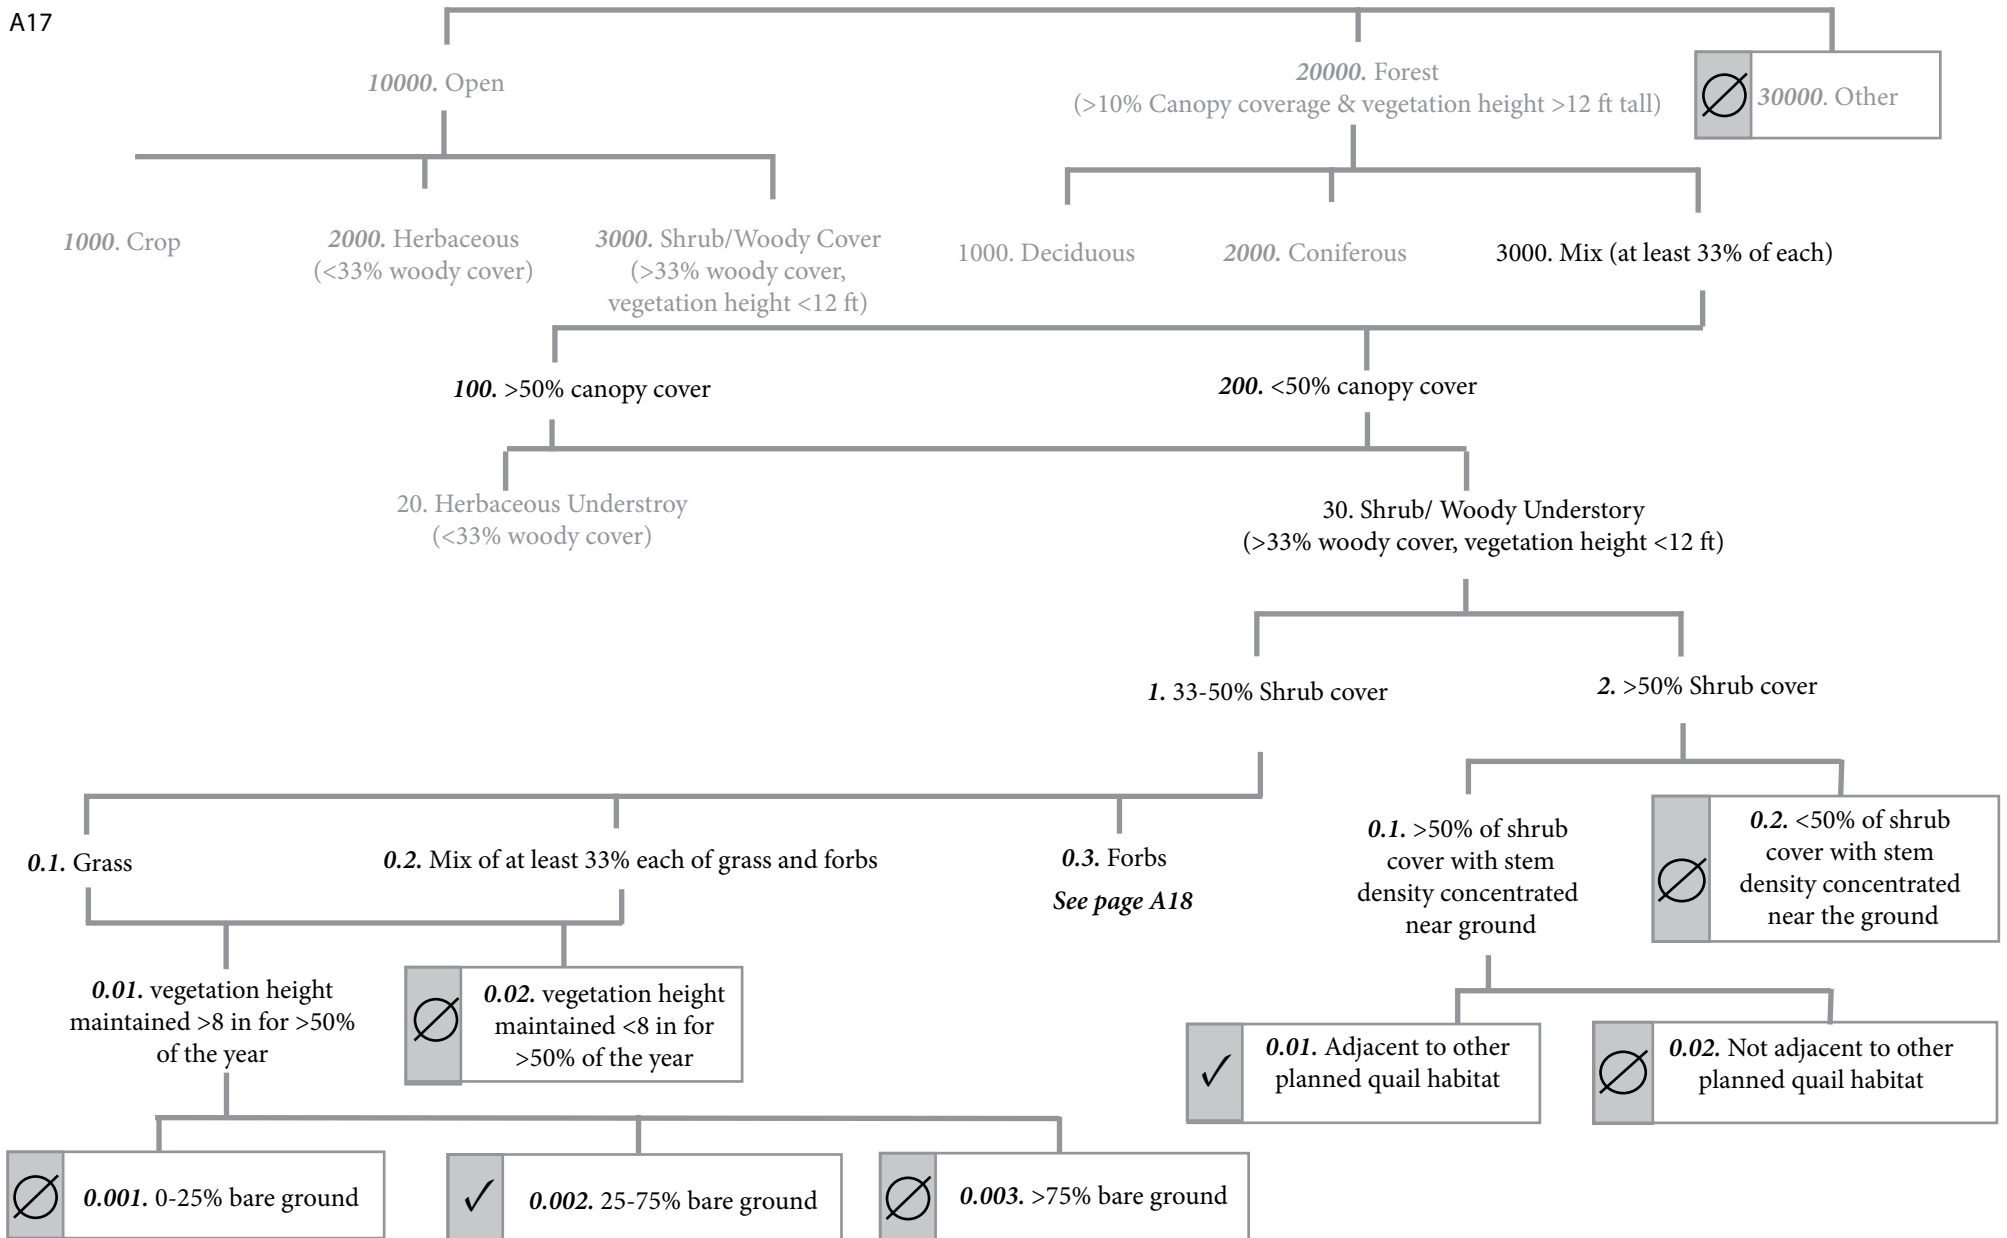 A17
10000. Open
20000. Forest
(>10% Canopy coverage & vegetation height >12 ft tall)
30000. Other
1000. Crop
2000. Herbaceous
(<33% woody cover)
3000. Shrub/Woody Cover
(>33% woody cover,
vegetation height <12 ft)
1000. Deciduous
2000. Coniferous
3000. Mix (at least 33% of each)
100. >50% canopy cover
200. <50% canopy cover
20. Herbaceous Understroy
(<33% woody cover)
30. Shrub/ Woody Understory
(>33% woody cover, vegetation height <12 ft)
1. 33-50% Shrub cover
2. >50% Shrub cover
0.1. Grass
0.2. Mix of at least 33% each of grass and forbs
0.3. Forbs
See page A18
0.1. >50% of shrub
cover with stem
density concentrated
near ground
0.2. <50% of shrub
cover with stem
density concentrated
near the ground
0.01. vegetation height
maintained >8 in for >50%
of the year
0.02. vegetation height
maintained <8 in for
>50% of the year
0.01. Adjacent to other
planned quail habitat
0.02. Not adjacent to other
planned quail habitat
0.001. 0-25% bare ground
0.002. 25-75% bare ground
0.003. >75% bare ground